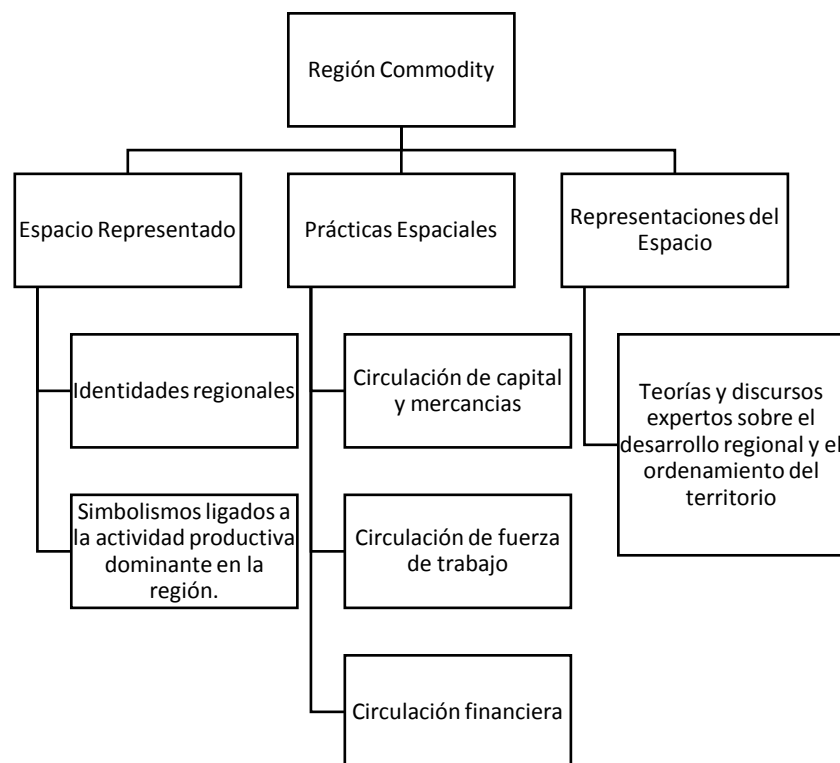 Región Commodity
Espacio Representado
Prácticas Espaciales
Representaciones del
Espacio
Identidades regionales
Simbolismos ligados a
la actividad productiva
dominante en la
región.
Circulación de capital
y mercancias
Circulación de fuerza
de trabajo
Circulación financiera
Teorías y discursos
expertos sobre el
desarrollo regional y el
ordenamiento del
territorio